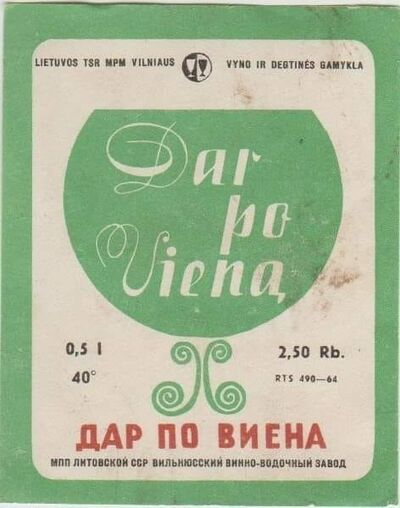 LIETUVOS TSR MPM VILNIAUS VYNO IR DEGTINĖS GAMYKLA
Dar
po
Vieną
0,5 l 2,50 Rb.
40° RTS 490—64
ДАР ПО ВИЕНА
МПП ЛИТОВСКОЙ ССР ВИЛЬНЮССКИЙ ВИННО-ВОДОЧНЫЙ ЗАВОД